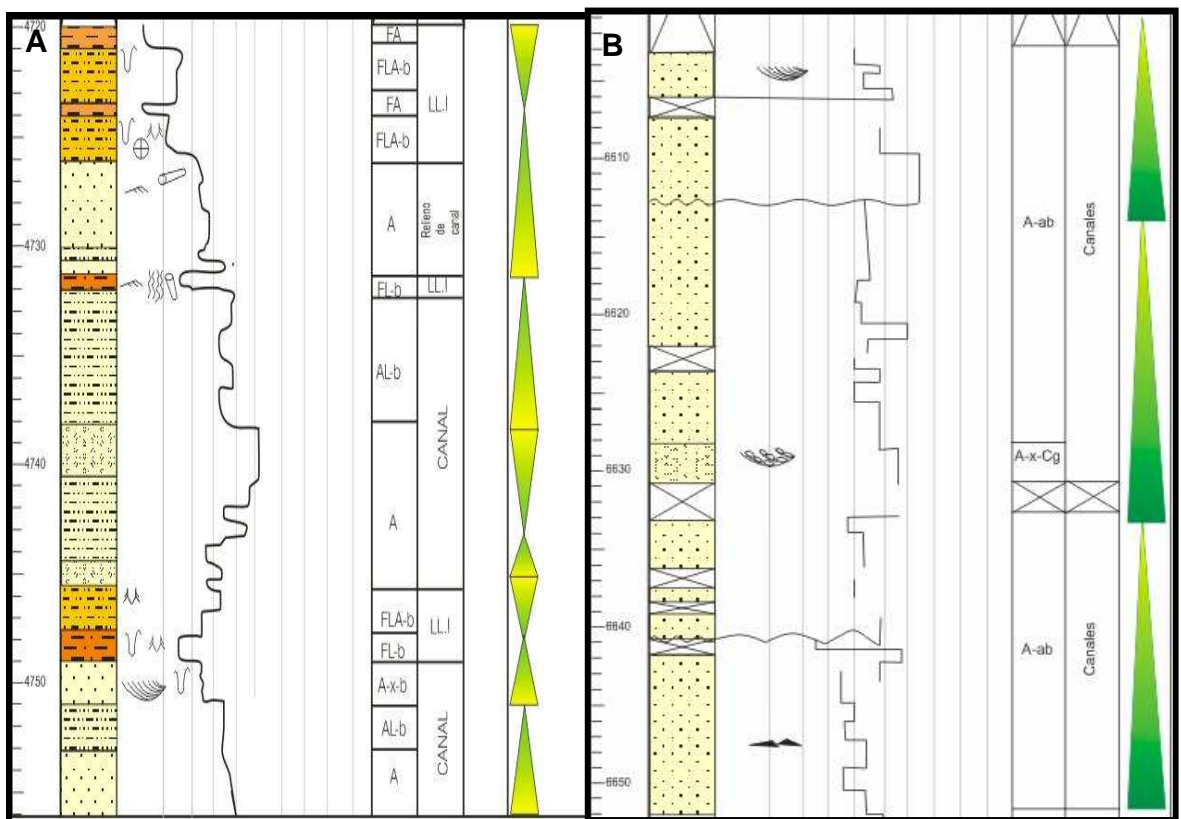 A
4720
FA
FLA-b
FA
FLA-b
LL.I
A
Relleno
de
canal
4730
FL-b
LL.I
AL-b
CANAL
4740
A
FLA-b
LL.I
FL-b
4750
A-x-b
AL-b
CANAL
A
B
6610
A-ab
Canales
6620
6630
A-x-Cg
6640
A-ab
Canales
6650